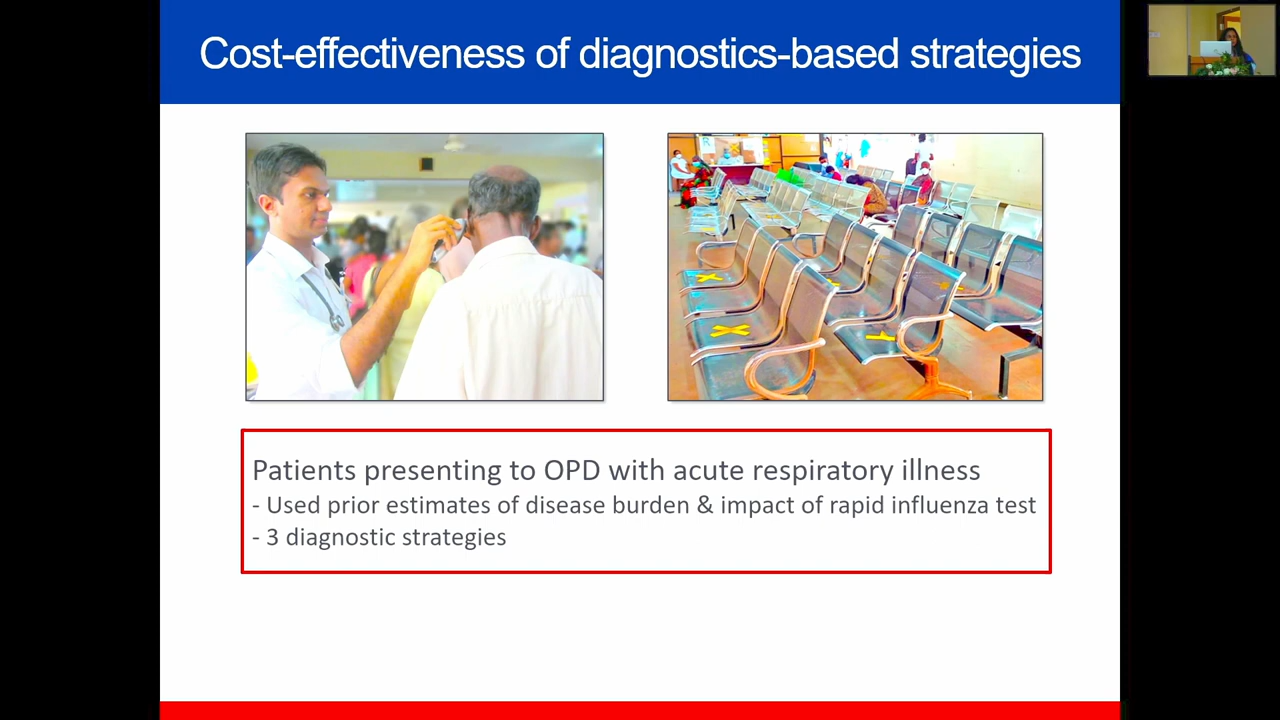 Cost-effectiveness of diagnostics-based strategies
Patients presenting to OPD with acute respiratory illness
- Used prior estimates of disease burden & impact of rapid influenza test
- 3 diagnostic strategies